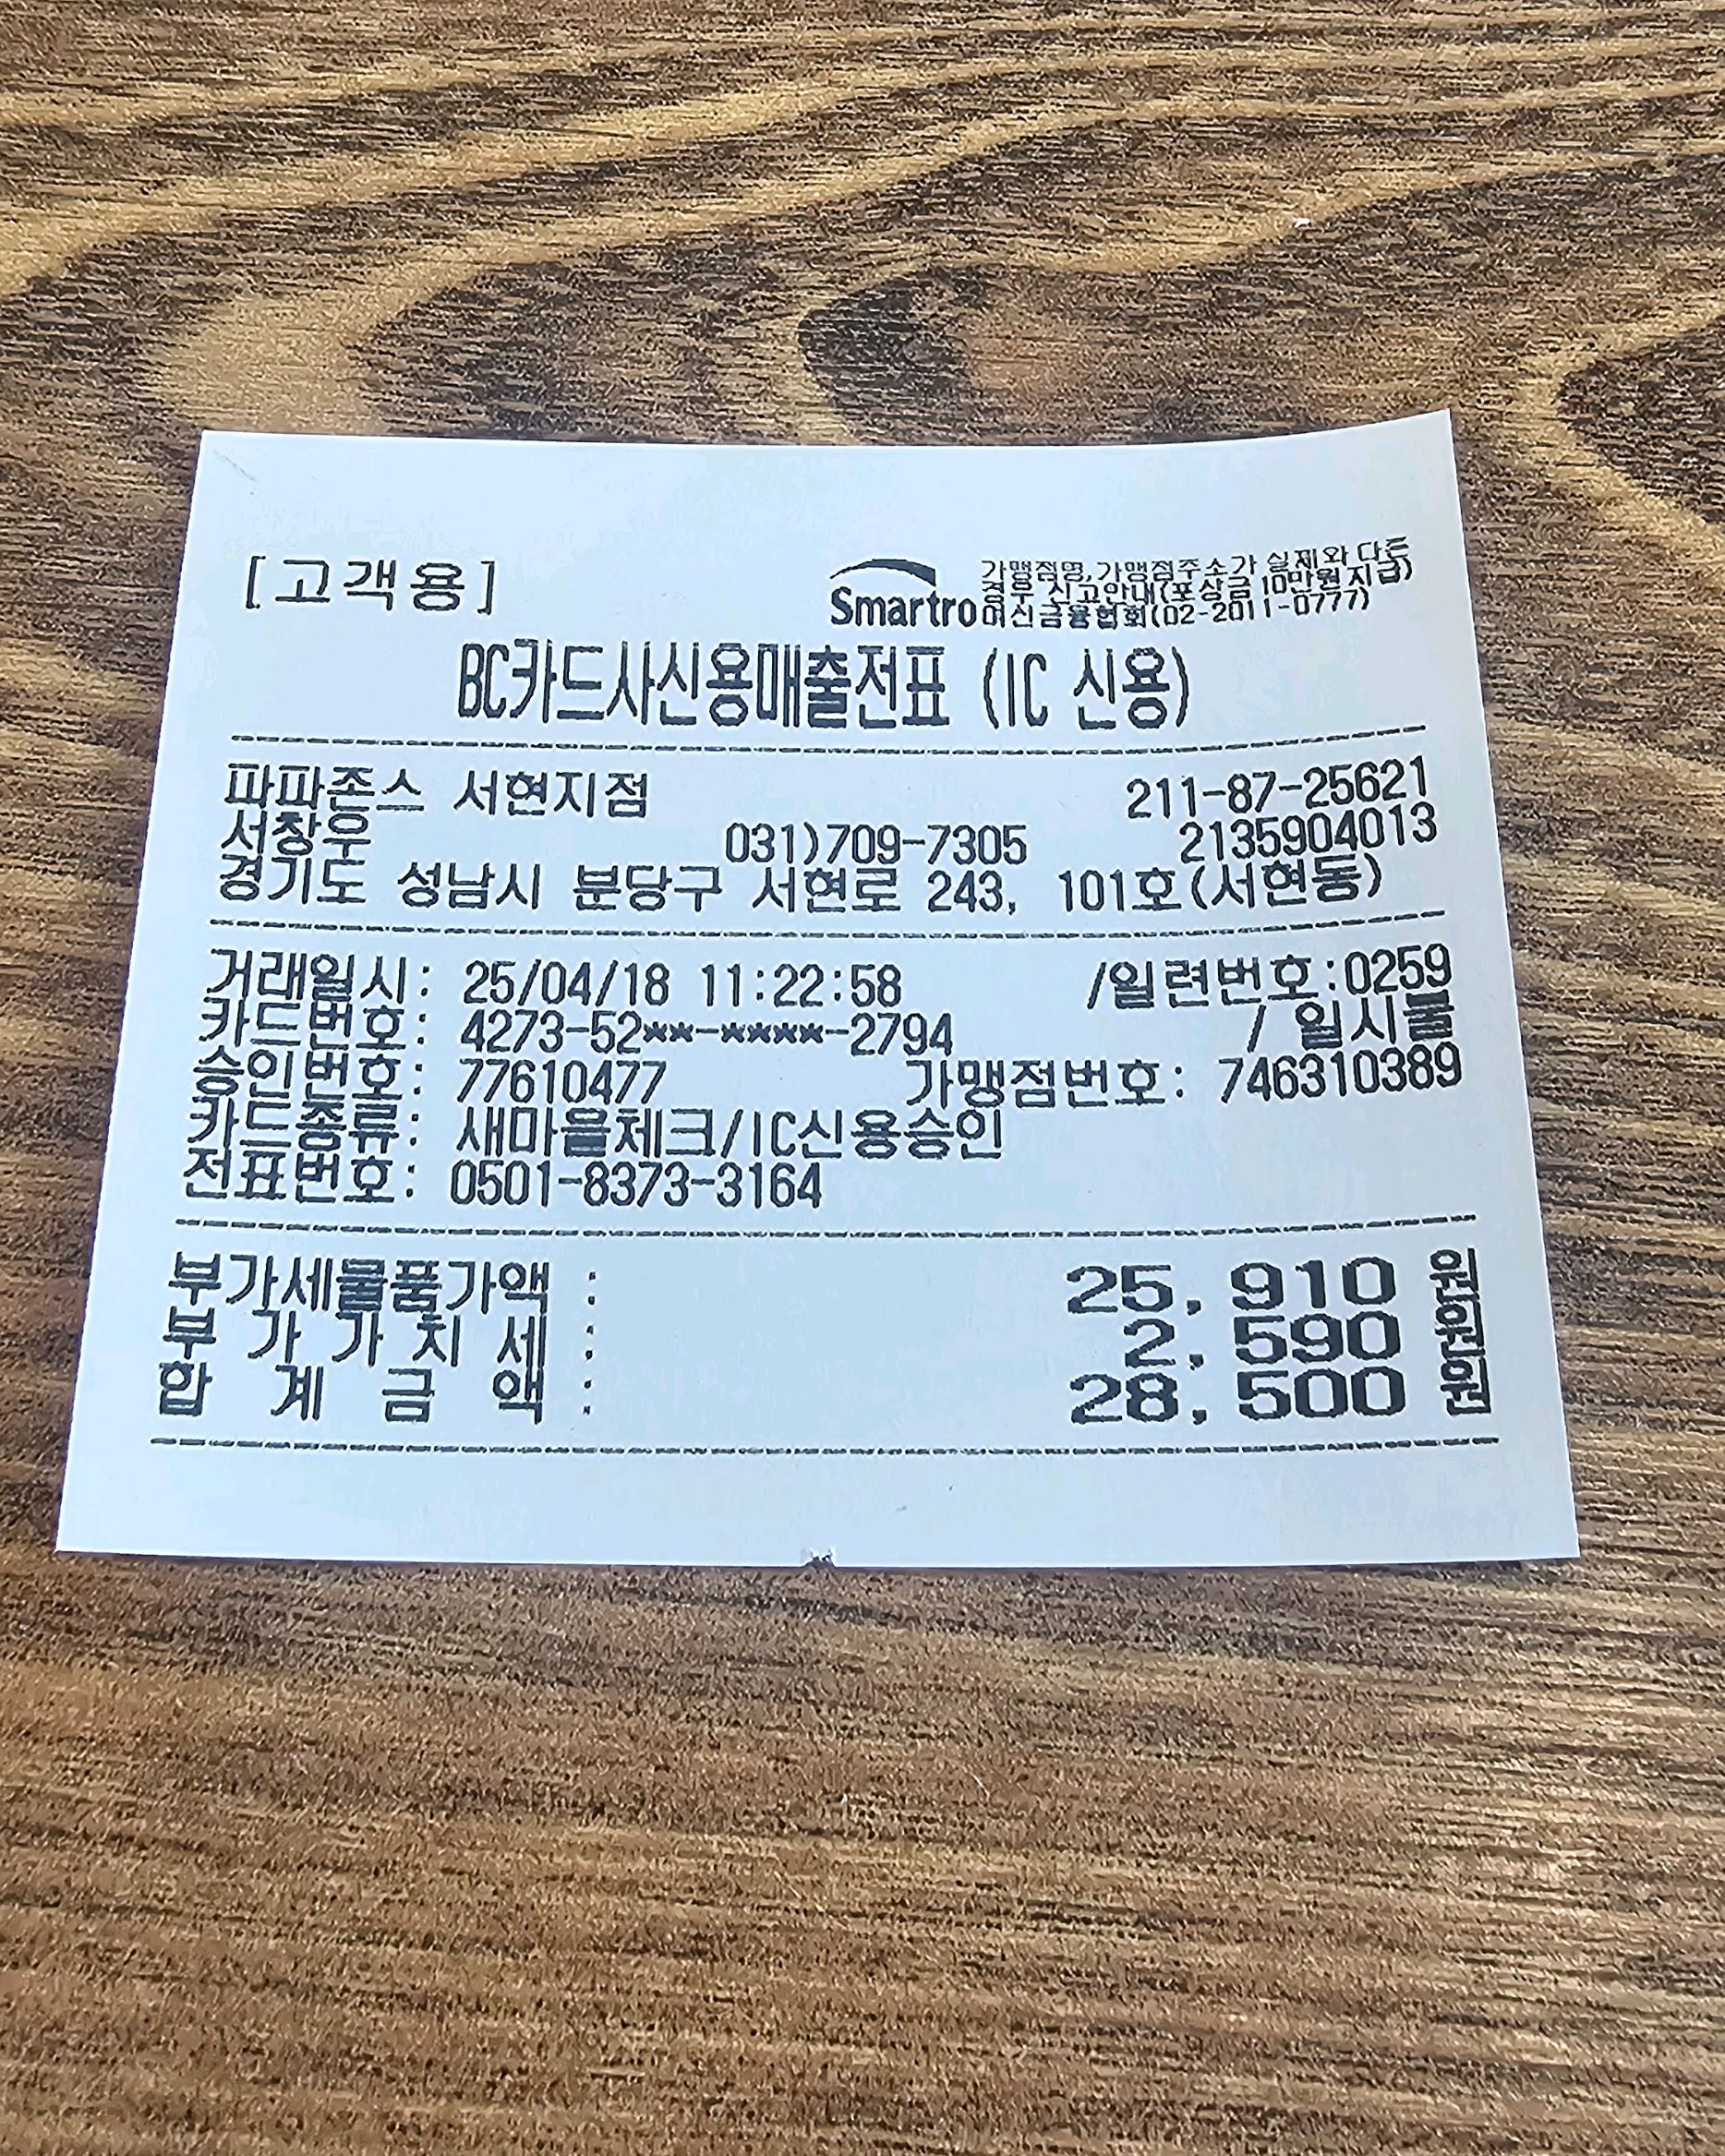 [고객용]
Smartro
가맹점명,가맹점주소가 실제와 다른
경우 신고안내(포상금 10만원 지급)
여신금융협회(02-2011-0777)
BC카드사신용매출전표 (IC 신용)
파파존스 서현지점 211-87-25621
서창우 031)709-7305 2135904013
경기도 성남시 분당구 서현로 243, 101호(서현동)
거래일시: 25/04/18 11:22:58 /일련번호:0259
카드번호: 4273-52**-****-2794 / 일시불
승인번호: 77610477 가맹점번호: 746310389
카드종류: 새마을체크/IC신용승인
전표번호: 0501-8373-3164
부가세물품가액 : 25,910 원
부 가 가 치 세 : 2,590 원
합 계 금 액 : 28,500 원